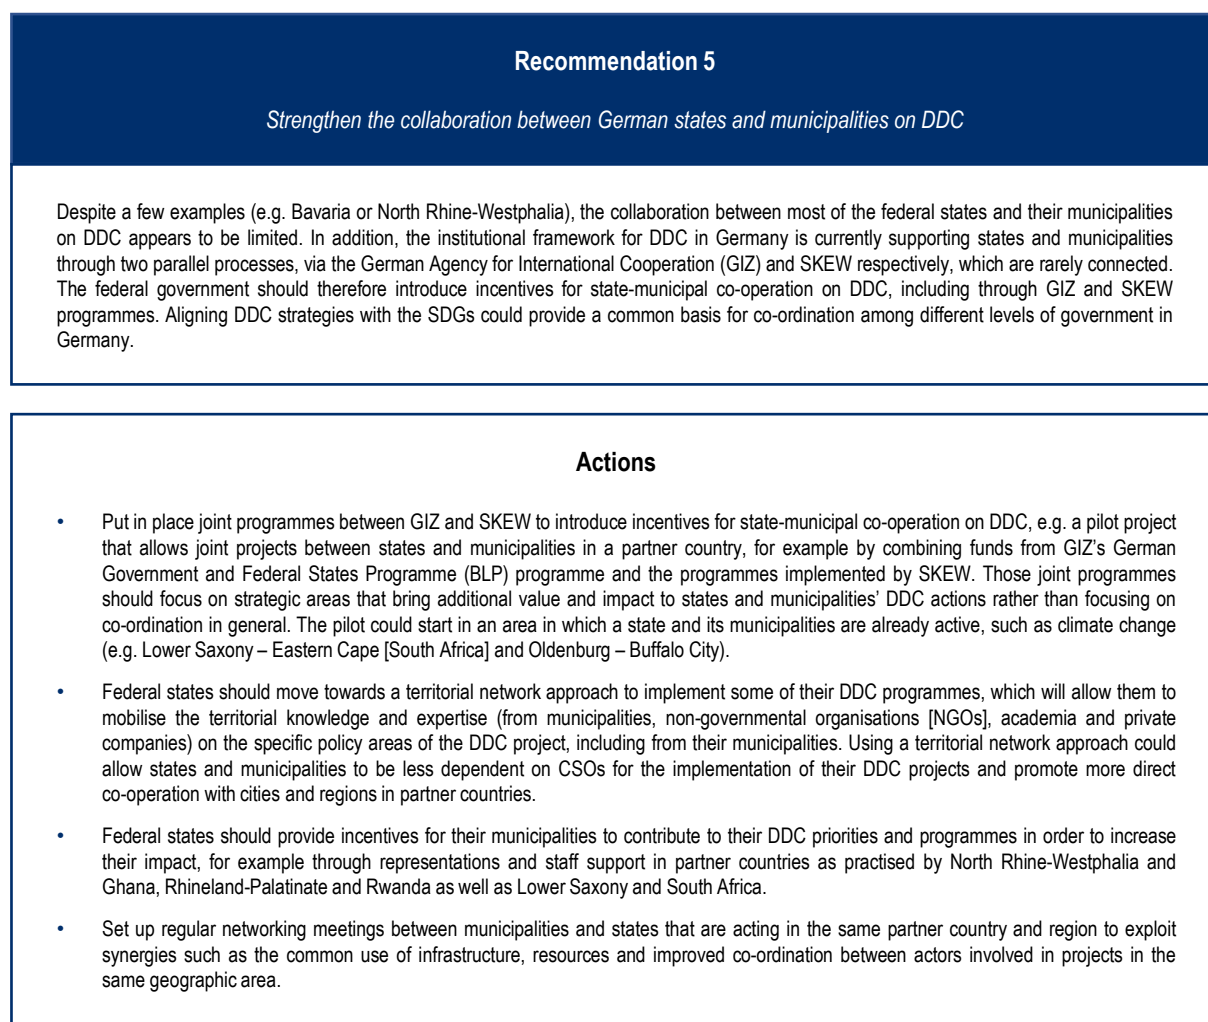 Recommendation 5
Strengthen the collaboration between German states and municipalities on DDC
Despite a few examples (e.g. Bavaria or North Rhine-Westphalia), the collaboration between most of the federal states and their municipalities
on DDC appears to be limited. In addition, the institutional framework for DDC in Germany is currently supporting states and municipalities
through two parallel processes, via the German Agency for International Cooperation (GIZ) and SKEW respectively, which are rarely connected.
The federal government should therefore introduce incentives for state-municipal co-operation on DDC, including through GIZ and SKEW
programmes. Aligning DDC strategies with the SDGs could provide a common basis for co-ordination among different levels of government in
Germany.
Actions
• Put in place joint programmes between GIZ and SKEW to introduce incentives for state-municipal co-operation on DDC, e.g. a pilot project
that allows joint projects between states and municipalities in a partner country, for example by combining funds from GIZ's German
Government and Federal States Programme (BLP) programme and the programmes implemented by SKEW. Those joint programmes
should focus on strategic areas that bring additional value and impact to states and municipalities' DDC actions rather than focusing on
co-ordination in general. The pilot could start in an area in which a state and its municipalities are already active, such as climate change
(e.g. Lower Saxony – Eastern Cape [South Africa] and Oldenburg – Buffalo City).
• Federal states should move towards a territorial network approach to implement some of their DDC programmes, which will allow them to
mobilise the territorial knowledge and expertise (from municipalities, non-governmental organisations [NGOs], academia and private
companies) on the specific policy areas of the DDC project, including from their municipalities. Using a territorial network approach could
allow states and municipalities to be less dependent on CSOs for the implementation of their DDC projects and promote more direct
co-operation with cities and regions in partner countries.
• Federal states should provide incentives for their municipalities to contribute to their DDC priorities and programmes in order to increase
their impact, for example through representations and staff support in partner countries as practised by North Rhine-Westphalia and
Ghana, Rhineland-Palatinate and Rwanda as well as Lower Saxony and South Africa.
• Set up regular networking meetings between municipalities and states that are acting in the same partner country and region to exploit
synergies such as the common use of infrastructure, resources and improved co-ordination between actors involved in projects in the
same geographic area.